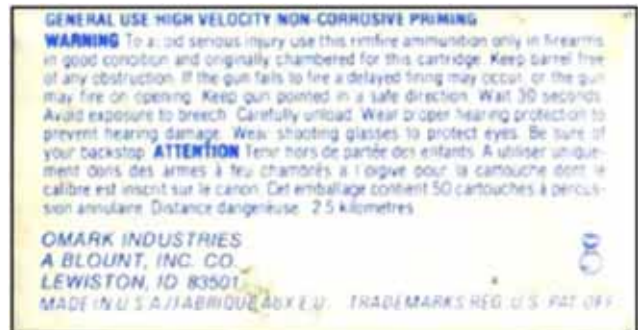 GENERAL USE HIGH VELOCITY NON-CORROSIVE PRIMING
WARNING To avoid serious injury use this rimfire ammunition only in firearms
in good condition and originally chambered for this cartridge. Keep barrel free
of any obstruction. If the gun fails to fire a delayed firing may occur, or the gun
may fire on opening. Keep gun pointed in a safe direction. Wait 30 seconds.
Avoid exposure to breech. Carefully unload. Wear proper hearing protection to
prevent hearing damage. Wear shooting glasses to protect eyes. Be sure of
your backstop. ATTENTION Tenir hors de partée des enfants. A utiliser unique-
ment dons des armes à feu chambrés a l'origive pour la cartouche dont le
calibre est inscrit sur le canon. Cet emballage contient 50 cartouches à percus-
sion annulaire. Distance dangereuse: 2.5 kilometres
OMARK INDUSTRIES
A BLOUNT, INC. CO.
LEWISTON, ID 83501
MADE IN U.S.A./FABRIQUÉ AUX E.U. TRADEMARKS REG. U.S. PAT. OFF.